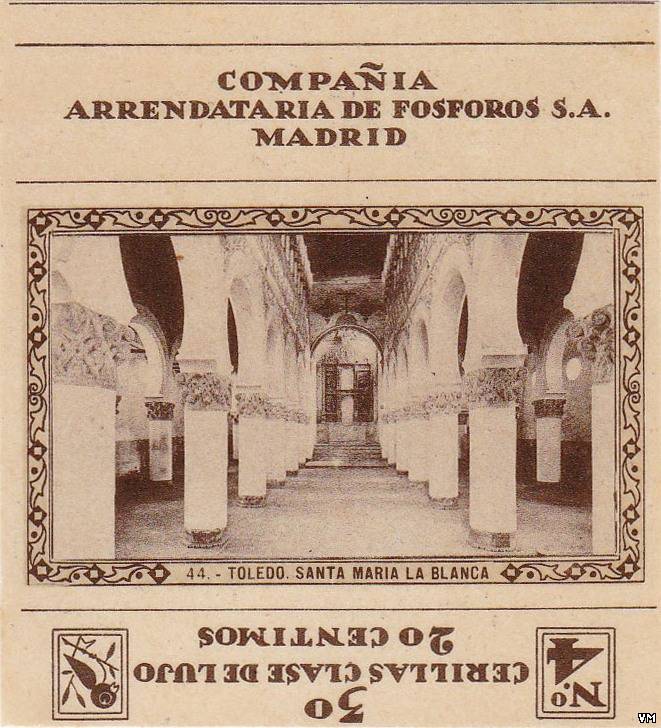 COMPAÑIA
ARRENDATARIA DE FOSFOROS S.A.
MADRID
44.- TOLEDO. SANTA MARIA LA BLANCA
N.º 4
30
CERILLAS CLASE DE LUJO
20 CENTIMOS
VM